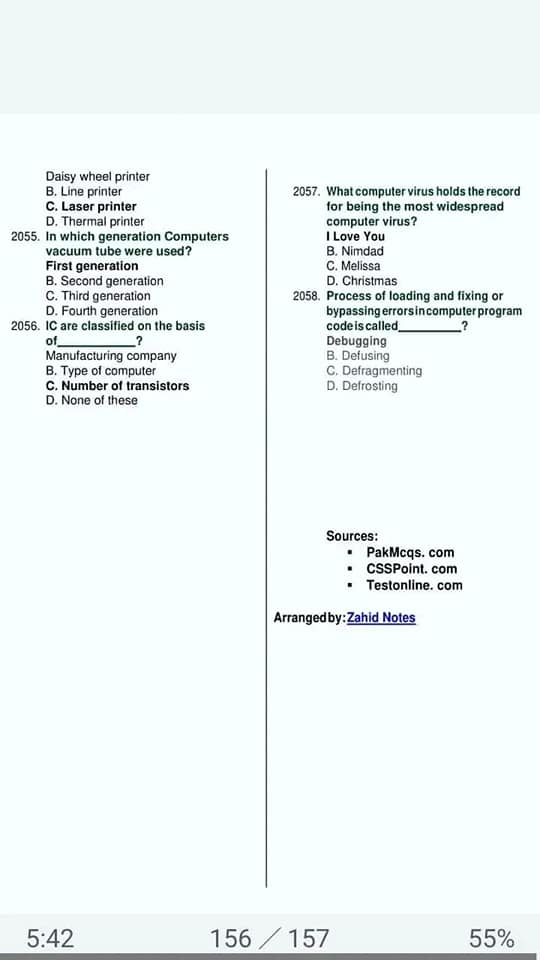 Daisy wheel printer
B. Line printer
C. Laser printer
D. Thermal printer
2055. In which generation Computers
vacuum tube were used?
First generation
B. Second generation
C. Third generation
D. Fourth generation
2056. IC are classified on the basis
of____________?
Manufacturing company
B. Type of computer
C. Number of transistors
D. None of these
2057. What computer virus holds the record
for being the most widespread
computer virus?
I Love You
B. Nimdad
C. Melissa
D. Christmas
2058. Process of loading and fixing or
bypassing errors in computer program
code is called__________?
Debugging
B. Defusing
C. Defragmenting
D. Defrosting
Sources:
▪ PakMcqs. com
▪ CSSPoint. com
▪ Testonline. com
Arranged by: Zahid Notes
5:42 156 / 157 55%